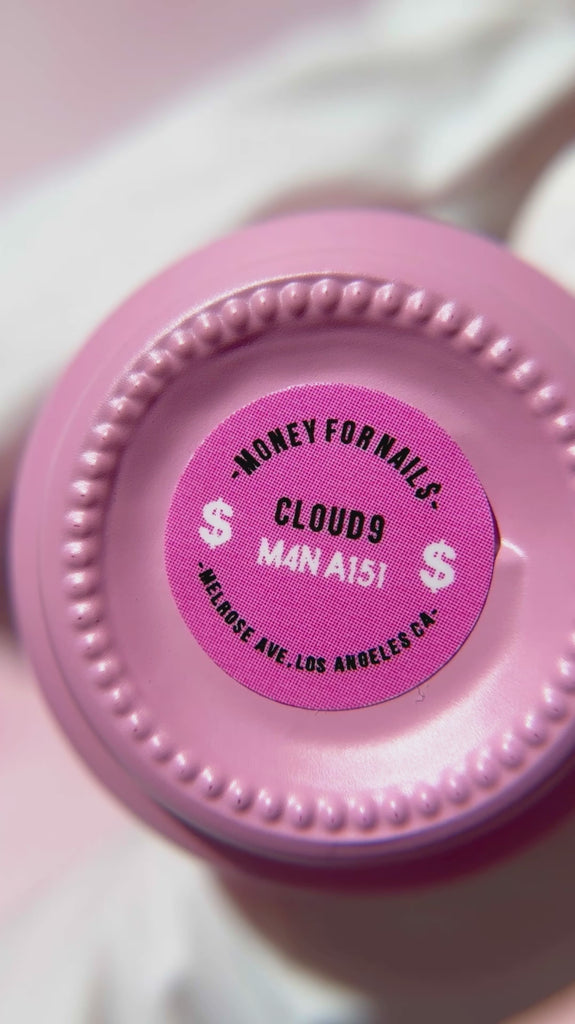 -MONEY FOR NAILS-
CLOUD9
$ M4N A151 $
-MELROSE AVE, LOS ANGELES CA-